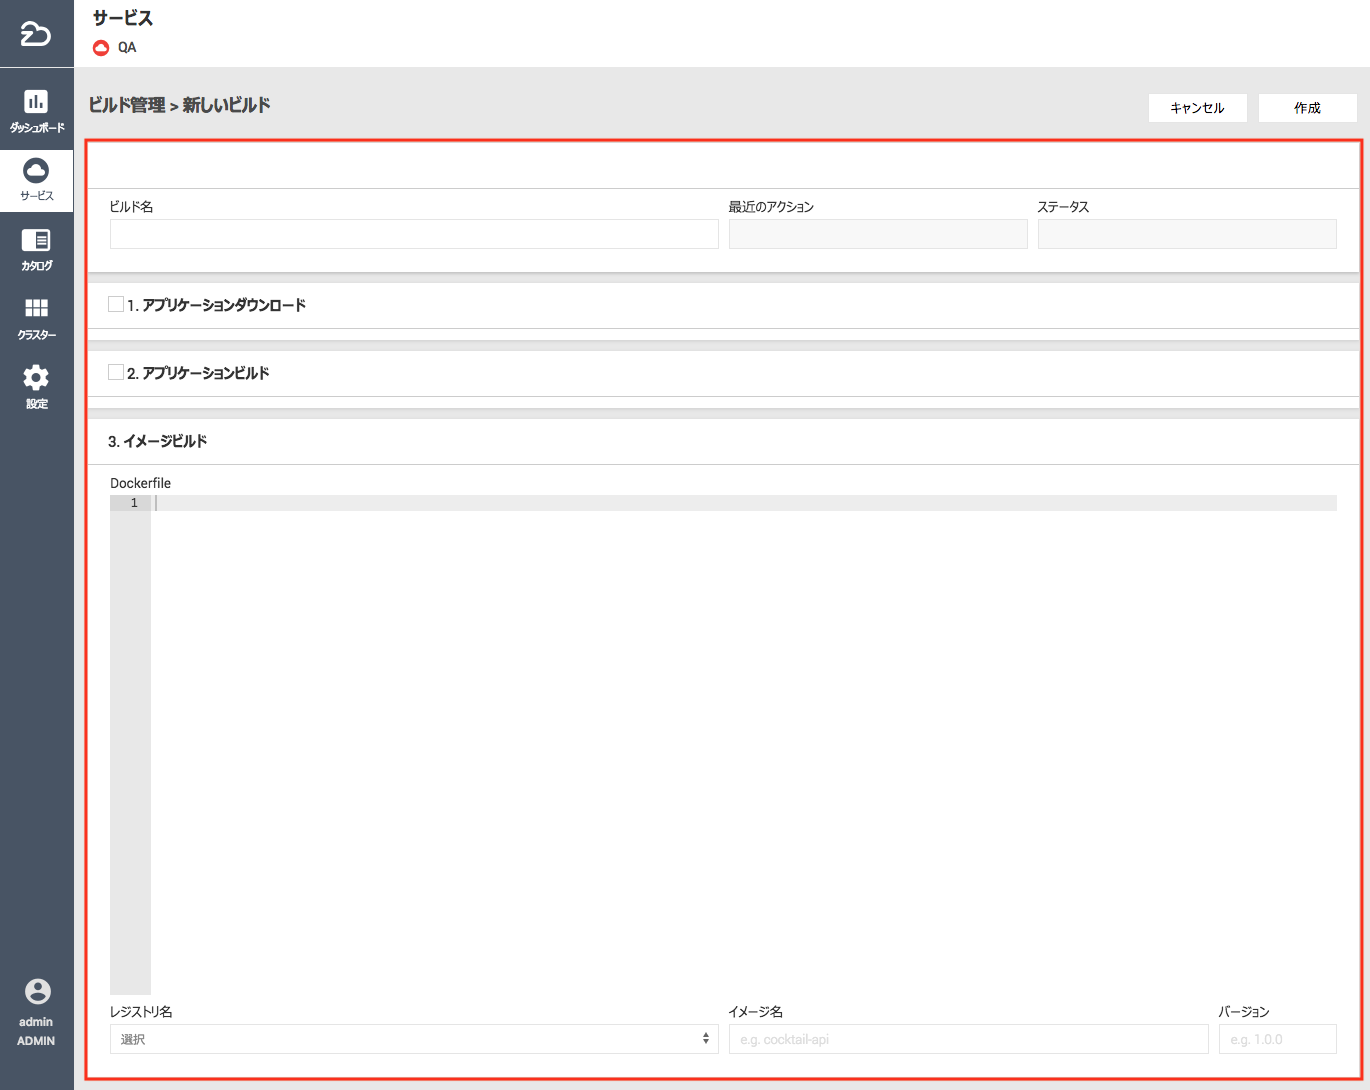 サービス
QA
ダッシュボード
サービス
カタログ
クラスター
設定
admin
ADMIN
ビルド管理 > 新しいビルド
キャンセル
作成
ビルド名
最近のアクション
ステータス
1. アプリケーションダウンロード
2. アプリケーションビルド
3. イメージビルド
Dockerfile
1
レジストリ名
イメージ名
バージョン
選択
e.g. cocktail-api
e.g. 1.0.0